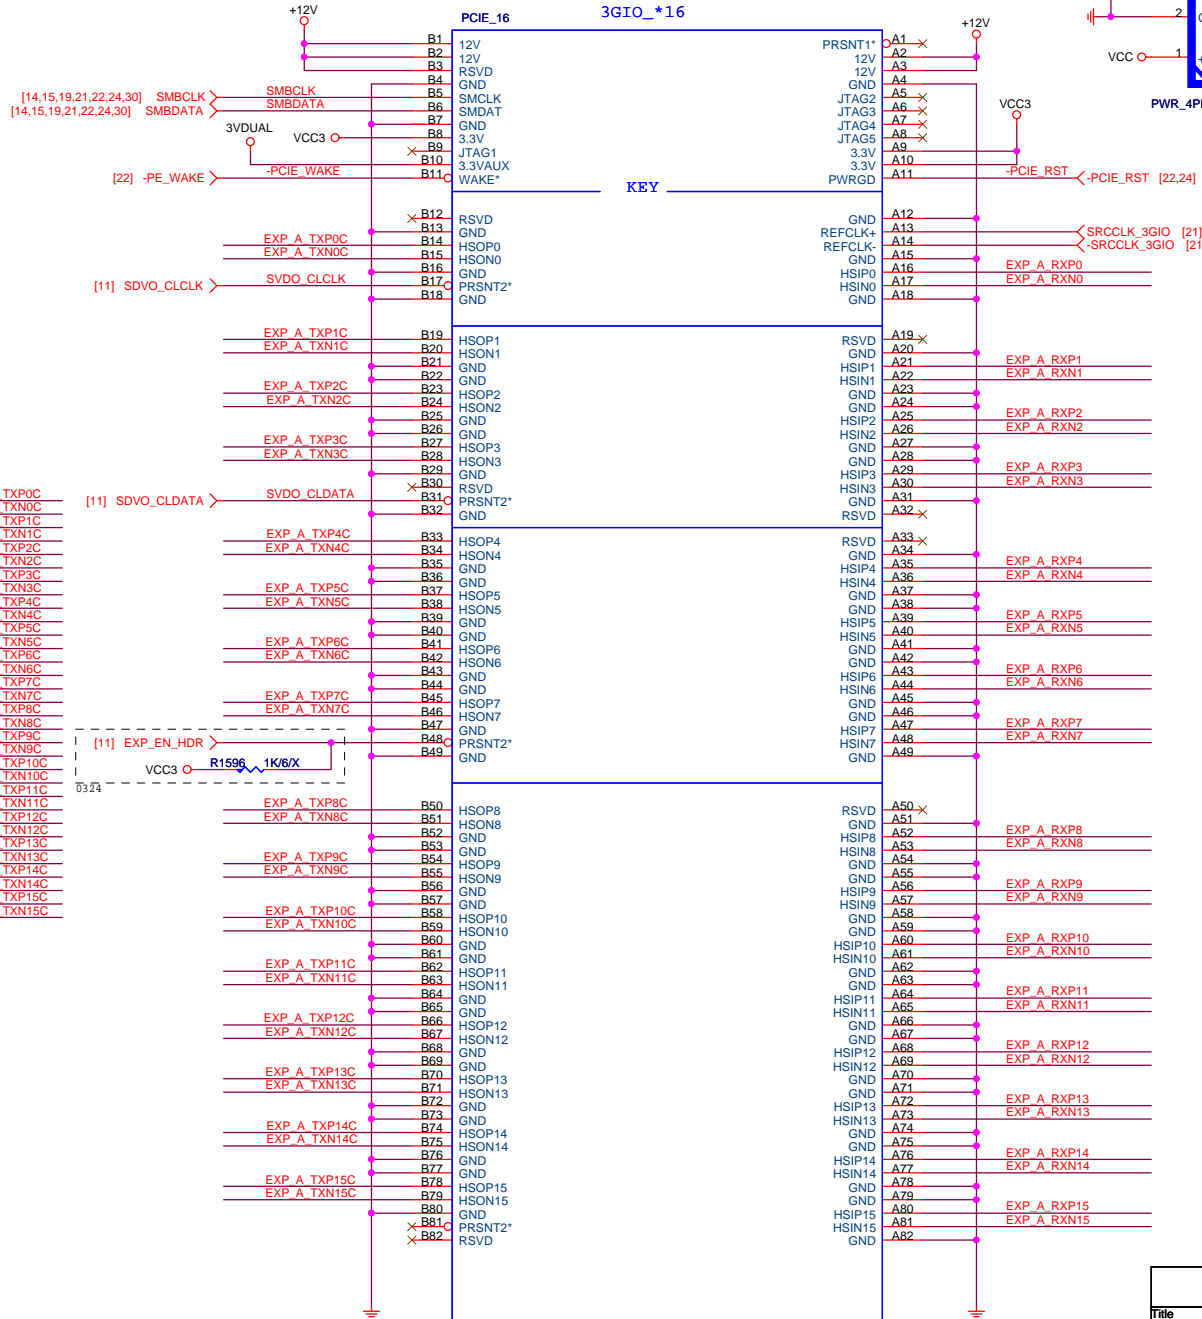 +12V
PCIE_16
3GIO_*16
+12V
2
VCC
1
PWR_4P
B1 12V PRSNT1* A1
B2 12V 12V A2
B3 RSVD 12V A3
B4 GND GND A4
[14,15,19,21,22,24,30] SMBCLK SMBCLK B5 SMCLK JTAG2 A5
[14,15,19,21,22,24,30] SMBDATA SMBDATA B6 SMDAT JTAG3 A6
B7 GND JTAG4 A7
3VDUAL VCC3 B8 3.3V JTAG5 A8 VCC3
B9 JTAG1 3.3V A9
B10 3.3VAUX 3.3V A10
[22] -PE_WAKE -PCIE_WAKE B11 WAKE* PWRGD A11 -PCIE_RST -PCIE_RST [22,24]
KEY
B12 RSVD GND A12
B13 GND REFCLK+ A13 SRCCLK_3GIO [21]
EXP_A_TXP0C B14 HSOP0 REFCLK- A14 -SRCCLK_3GIO [21
EXP_A_TXN0C B15 HSON0 GND A15
B16 GND HSIP0 A16 EXP_A_RXP0
[11] SDVO_CLCLK SVDO_CLCLK B17 PRSNT2* HSIN0 A17 EXP_A_RXN0
B18 GND GND A18
EXP_A_TXP1C B19 HSOP1 RSVD A19
EXP_A_TXN1C B20 HSON1 GND A20
B21 GND HSIP1 A21 EXP_A_RXP1
B22 GND HSIN1 A22 EXP_A_RXN1
EXP_A_TXP2C B23 HSOP2 GND A23
EXP_A_TXN2C B24 HSON2 GND A24
B25 GND HSIP2 A25 EXP_A_RXP2
B26 GND HSIN2 A26 EXP_A_RXN2
EXP_A_TXP3C B27 HSOP3 GND A27
EXP_A_TXN3C B28 HSON3 GND A28
B29 GND HSIP3 A29 EXP_A_RXP3
B30 RSVD HSIN3 A30 EXP_A_RXN3
[11] SDVO_CLDATA SVDO_CLDATA B31 PRSNT2* GND A31
B32 GND RSVD A32
EXP_A_TXP4C B33 HSOP4 RSVD A33
EXP_A_TXN4C B34 HSON4 GND A34
B35 GND HSIP4 A35 EXP_A_RXP4
B36 GND HSIN4 A36 EXP_A_RXN4
EXP_A_TXP5C B37 HSOP5 GND A37
EXP_A_TXN5C B38 HSON5 GND A38
B39 GND HSIP5 A39 EXP_A_RXP5
B40 GND HSIN5 A40 EXP_A_RXN5
EXP_A_TXP6C B41 HSOP6 GND A41
EXP_A_TXN6C B42 HSON6 GND A42
B43 GND HSIP6 A43 EXP_A_RXP6
B44 GND HSIN6 A44 EXP_A_RXN6
EXP_A_TXP7C B45 HSOP7 GND A45
EXP_A_TXN7C B46 HSON7 GND A46
B47 GND HSIP7 A47 EXP_A_RXP7
[11] EXP_EN_HDR B48 PRSNT2* HSIN7 A48 EXP_A_RXN7
B49 GND GND A49
VCC3 R1596 1K/6/X
0324
EXP_A_TXP8C B50 HSOP8 RSVD A50
EXP_A_TXN8C B51 HSON8 GND A51
B52 GND HSIP8 A52 EXP_A_RXP8
B53 GND HSIN8 A53 EXP_A_RXN8
EXP_A_TXP9C B54 HSOP9 GND A54
EXP_A_TXN9C B55 HSON9 GND A55
B56 GND HSIP9 A56 EXP_A_RXP9
B57 GND HSIN9 A57 EXP_A_RXN9
EXP_A_TXP10C B58 HSOP10 GND A58
EXP_A_TXN10C B59 HSON10 GND A59
B60 GND HSIP10 A60 EXP_A_RXP10
B61 GND HSIN10 A61 EXP_A_RXN10
EXP_A_TXP11C B62 HSOP11 GND A62
EXP_A_TXN11C B63 HSON11 GND A63
B64 GND HSIP11 A64 EXP_A_RXP11
B65 GND HSIN11 A65 EXP_A_RXN11
EXP_A_TXP12C B66 HSOP12 GND A66
EXP_A_TXN12C B67 HSON12 GND A67
B68 GND HSIP12 A68 EXP_A_RXP12
B69 GND HSIN12 A69 EXP_A_RXN12
EXP_A_TXP13C B70 HSOP13 GND A70
EXP_A_TXN13C B71 HSON13 GND A71
B72 GND HSIP13 A72 EXP_A_RXP13
B73 GND HSIN13 A73 EXP_A_RXN13
EXP_A_TXP14C B74 HSOP14 GND A74
EXP_A_TXN14C B75 HSON14 GND A75
B76 GND HSIP14 A76 EXP_A_RXP14
B77 GND HSIN14 A77 EXP_A_RXN14
EXP_A_TXP15C B78 HSOP15 GND A78
EXP_A_TXN15C B79 HSON15 GND A79
B80 GND HSIP15 A80 EXP_A_RXP15
B81 PRSNT2* HSIN15 A81 EXP_A_RXN15
B82 RSVD GND A82
TXP0C
TXN0C
TXP1C
TXN1C
TXP2C
TXN2C
TXP3C
TXN3C
TXP4C
TXN4C
TXP5C
TXN5C
TXP6C
TXN6C
TXP7C
TXN7C
TXP8C
TXN8C
TXP9C
TXN9C
TXP10C
TXN10C
TXP11C
TXN11C
TXP12C
TXN12C
TXP13C
TXN13C
TXP14C
TXN14C
TXP15C
TXN15C
Title